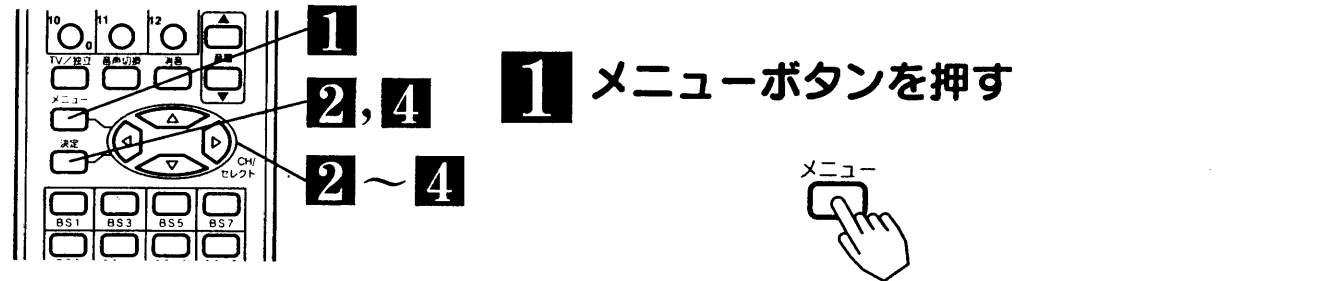 10 11 12
0
TV/独立 音声切換 消音 音量
メニュー
決定
CH/
セレクト
BS1 BS3 BS5 BS7
1
2, 4
2～4
1 メニューボタンを押す
メニュー